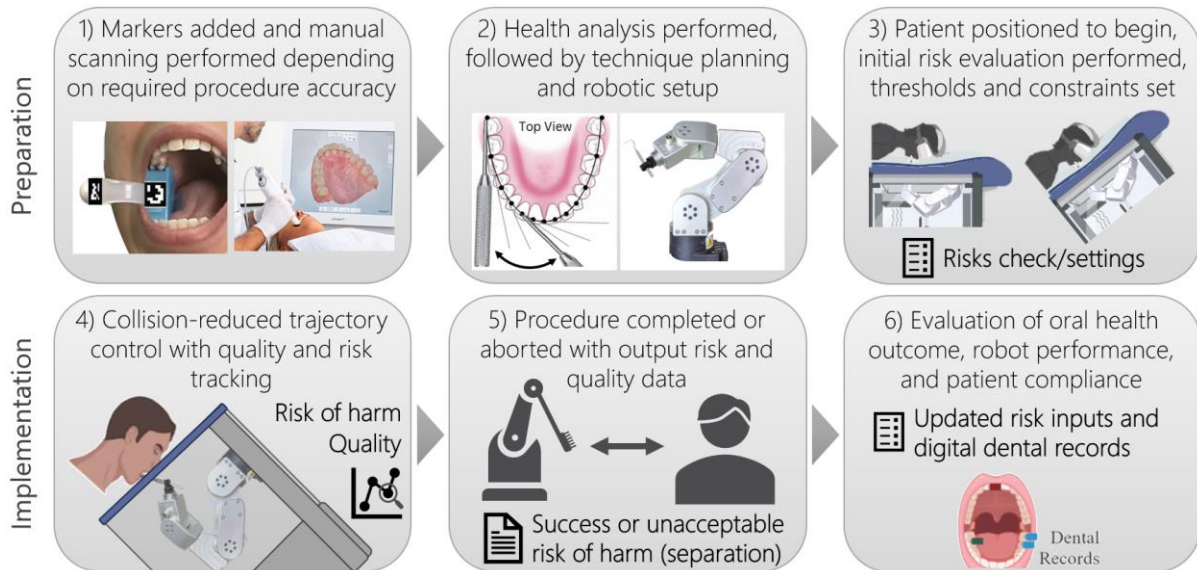 Preparation
1) Markers added and manual
scanning performed depending
on required procedure accuracy
2) Health analysis performed,
followed by technique planning
and robotic setup
Top View
3) Patient positioned to begin,
initial risk evaluation performed,
thresholds and constraints set
Risks check/settings
Implementation
4) Collision-reduced trajectory
control with quality and risk
tracking
Risk of harm
Quality
5) Procedure completed or
aborted with output risk and
quality data
Success or unacceptable
risk of harm (separation)
6) Evaluation of oral health
outcome, robot performance,
and patient compliance
Updated risk inputs and
digital dental records
Dental
Records